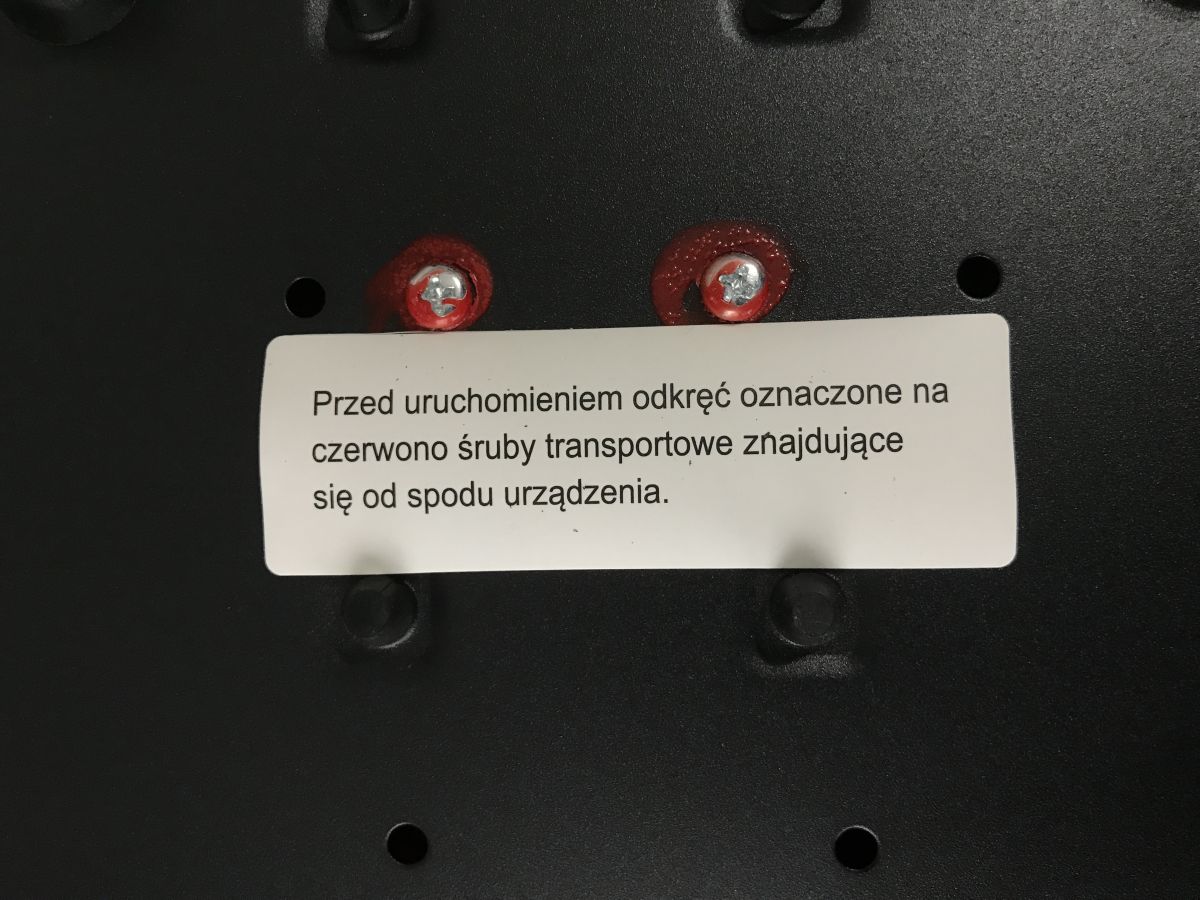 Przed uruchomieniem odkręć oznaczone na
czerwono śruby transportowe znajdujące
się od spodu urządzenia.